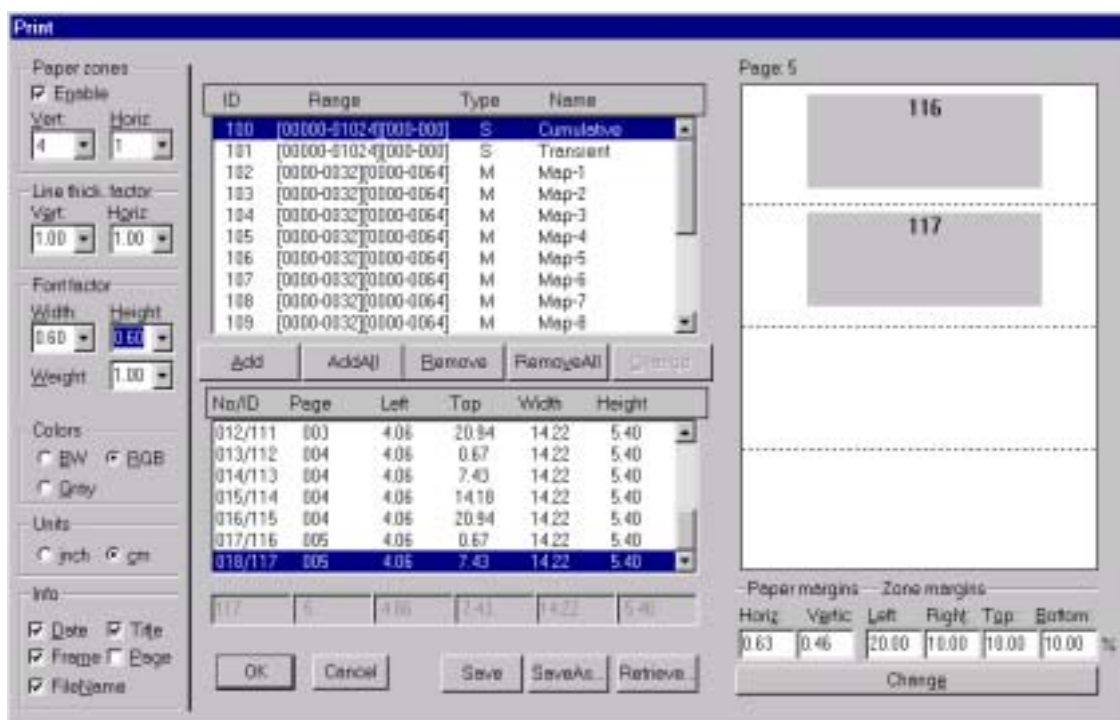 Print
Paper zones
Enable
Vert. Horiz
4 1
Line thick. factor
Vert. Horiz
1.00 1.00
Font factor
Width Height
0.60 0.60
Weight 1.00
Colors
BW RGB
Gray
Units
inch cm
Info
Date Title
Frame Page
FileName
ID Range Type Name
100 [00000-01024][000-000] S Cumulative
101 [00000-01024][000-000] S Transient
102 [0000-0032][0000-0064] M Map-1
103 [0000-0032][0000-0064] M Map-2
104 [0000-0032][0000-0064] M Map-3
105 [0000-0032][0000-0064] M Map-4
106 [0000-0032][0000-0064] M Map-5
107 [0000-0032][0000-0064] M Map-6
108 [0000-0032][0000-0064] M Map-7
109 [0000-0032][0000-0064] M Map-8
Add AddAll Remove RemoveAll Change
No/ID Page Left Top Width Height
012/111 003 4.06 20.94 14.22 5.40
013/112 004 4.06 0.67 14.22 5.40
014/113 004 4.06 7.43 14.22 5.40
015/114 004 4.06 14.18 14.22 5.40
016/115 004 4.06 20.94 14.22 5.40
017/116 005 4.06 0.67 14.22 5.40
018/117 005 4.06 7.43 14.22 5.40
117 5 4.06 7.43 14.22 5.40
OK Cancel Save SaveAs... Retrieve...
Page: 5
116
117
Paper margins Zone margins
Horiz Vertic Left Right Top Bottom
0.63 0.46 20.00 10.00 10.00 10.00 %
Change